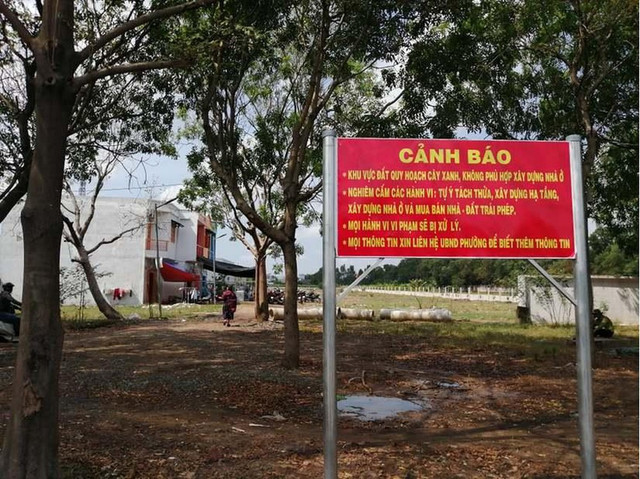 CẢNH BÁO
• KHU VỰC ĐẤT QUY HOẠCH CÂY XANH, KHÔNG PHÙ HỢP XÂY DỰNG NHÀ Ở
• NGHIÊM CẤM CÁC HÀNH VI: TỰ Ý TÁCH THỬA, XÂY DỰNG HẠ TẦNG,
XÂY DỰNG NHÀ Ở VÀ MUA BÁN NHÀ - ĐẤT TRÁI PHÉP.
• MỌI HÀNH VI VI PHẠM SẼ BỊ XỬ LÝ.
• MỌI THÔNG TIN XIN LIÊN HỆ UBND PHƯỜNG ĐỂ BIẾT THÊM THÔNG TIN